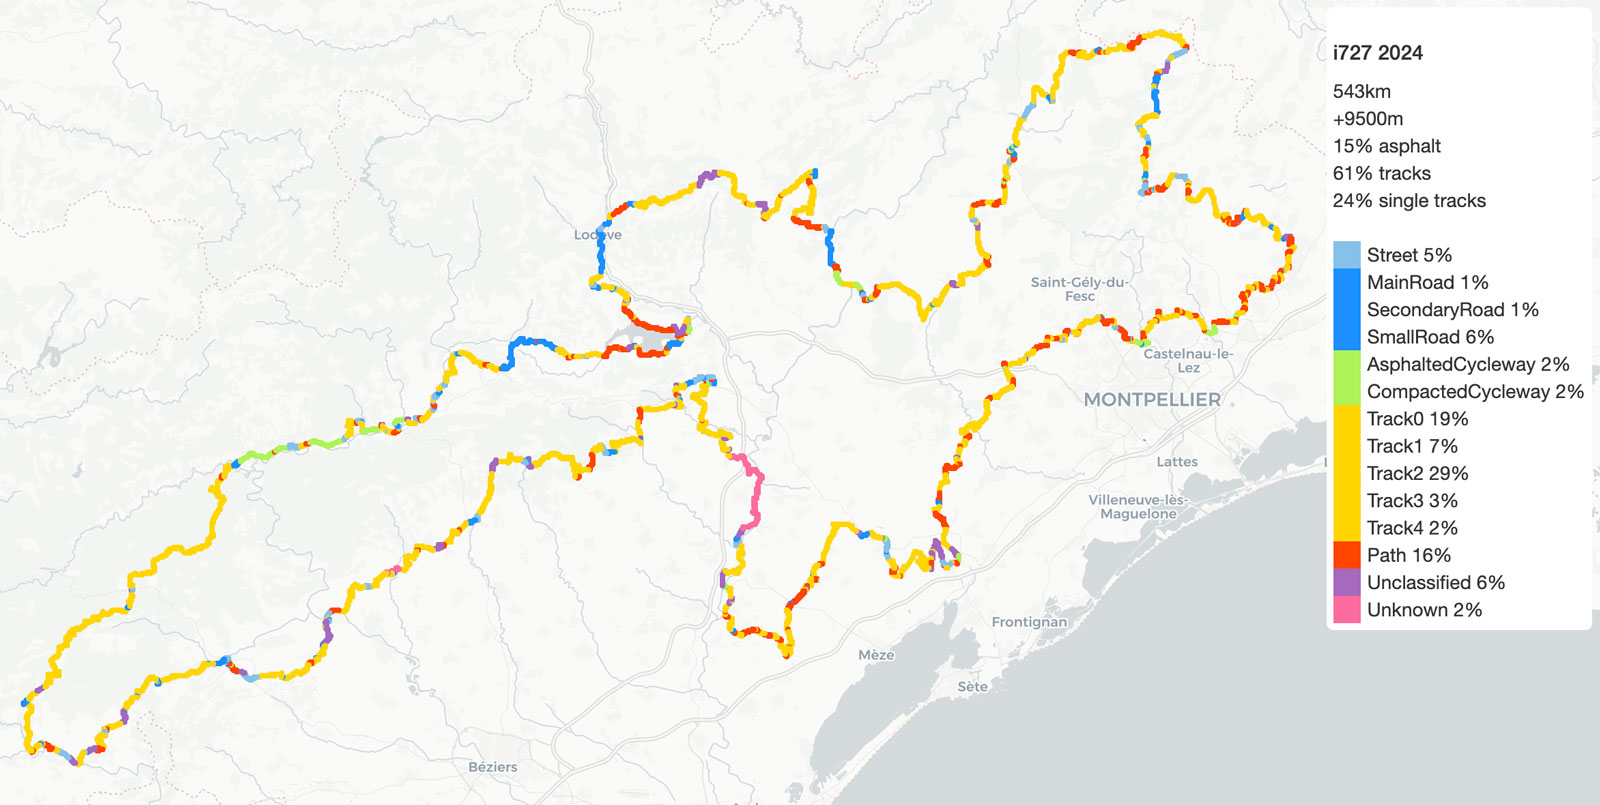 i727 2024
543km
+9500m
15% asphalt
61% tracks
24% single tracks
Street 5%
MainRoad 1%
SecondaryRoad 1%
SmallRoad 6%
AsphaltedCycleway 2%
CompactedCycleway 2%
Track0 19%
Track1 7%
Track2 29%
Track3 3%
Track4 2%
Path 16%
Unclassified 6%
Unknown 2%
Lodève
Saint-Gély-du-
Fesc
Castelnau-le-
Lez
MONTPELLIER
Lattes
Villeneuve-lès-
Maguelone
Frontignan
Mèze
Sète
Béziers